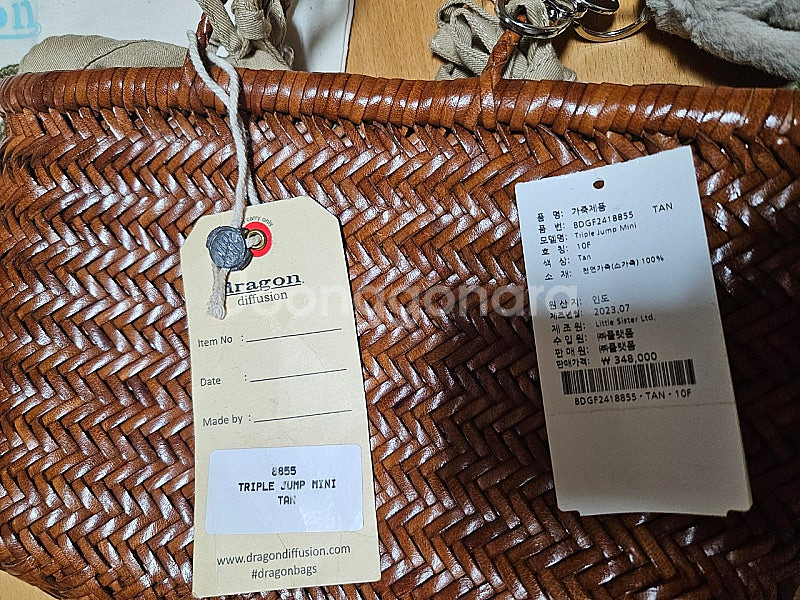 carry only
dragon
diffusion
Item No :
Date :
Made by :
8855
TRIPLE JUMP MINI
TAN
www.dragondiffusion.com
#dragonbags
품 명: 가죽제품 TAN
품 번: BDGF2418855
모델명: Triple Jump Mini
호 칭: 10F
색 상: Tan
소 재: 천연가죽(소가죽) 100%
원 산 지: 인도
제조년월: 2023.07
제 조 원: Little Sister Ltd.
수 입 원: ㈜플랫폼
판 매 원: ㈜플랫폼
판매가격: ₩ 348,000
BDGF2418855 - TAN - 10F